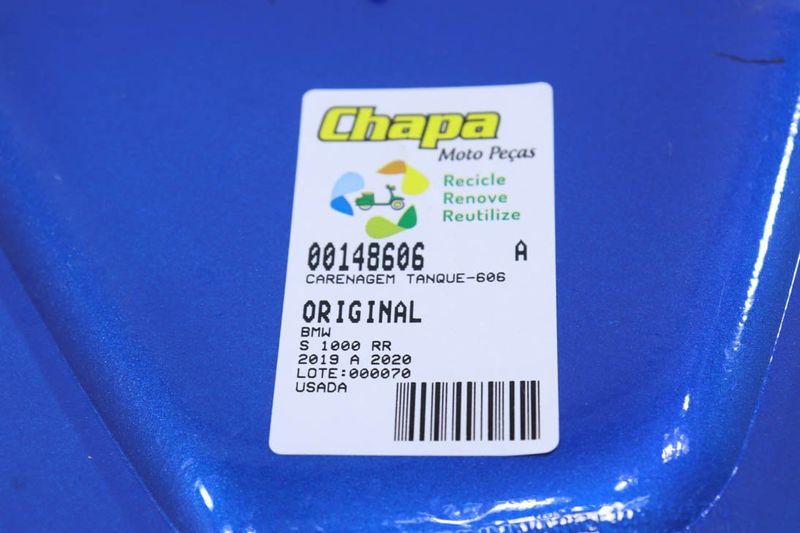 Chapa
Moto Peças
Recicle
Renove
Reutilize
00148606 A
CARENAGEM TANQUE-606
ORIGINAL
BMW
S 1000 RR
2019 A 2020
LOTE:000070
USADA